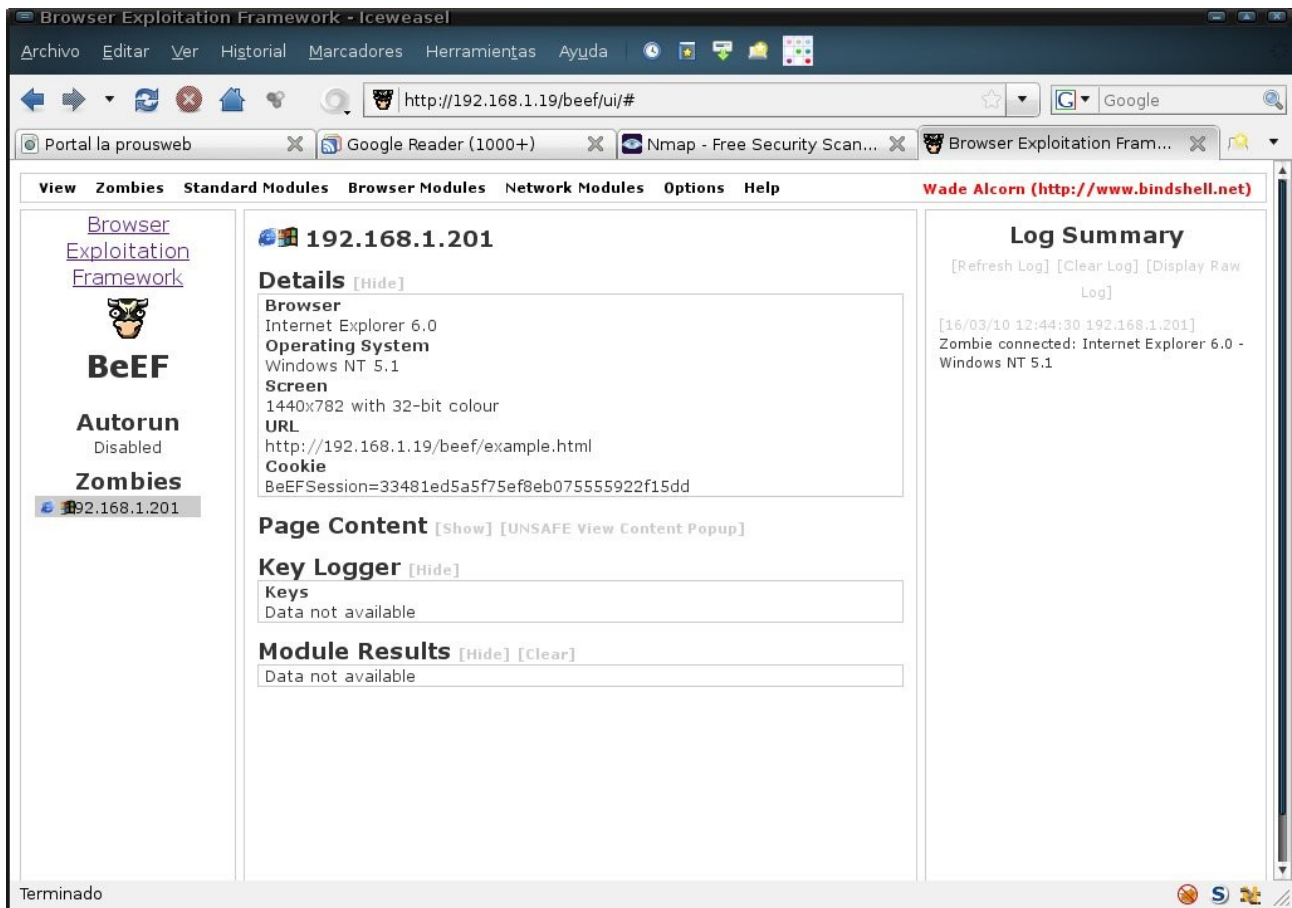 Browser Exploitation Framework - Iceweasel
Archivo Editar Ver Historial Marcadores Herramientas Ayuda
http://192.168.1.19/beef/ui/#
G Google
Portal la prousweb
Google Reader (1000+)
Nmap - Free Security Scan...
Browser Exploitation Fram...
View Zombies Standard Modules Browser Modules Network Modules Options Help
Wade Alcorn (http://www.bindshell.net)
Browser
Exploitation
Framework
BeEF
Autorun
Disabled
Zombies
192.168.1.201
192.168.1.201
Details [Hide]
Browser
Internet Explorer 6.0
Operating System
Windows NT 5.1
Screen
1440x782 with 32-bit colour
URL
http://192.168.1.19/beef/example.html
Cookie
BeEFSession=33481ed5a5f75ef8eb075555922f15dd
Page Content [Show] [UNSAFE View Content Popup]
Key Logger [Hide]
Keys
Data not available
Module Results [Hide] [Clear]
Data not available
Log Summary
[Refresh Log] [Clear Log] [Display Raw
Log]
[16/03/10 12:44:30 192.168.1.201]
Zombie connected: Internet Explorer 6.0 -
Windows NT 5.1
Terminado
S